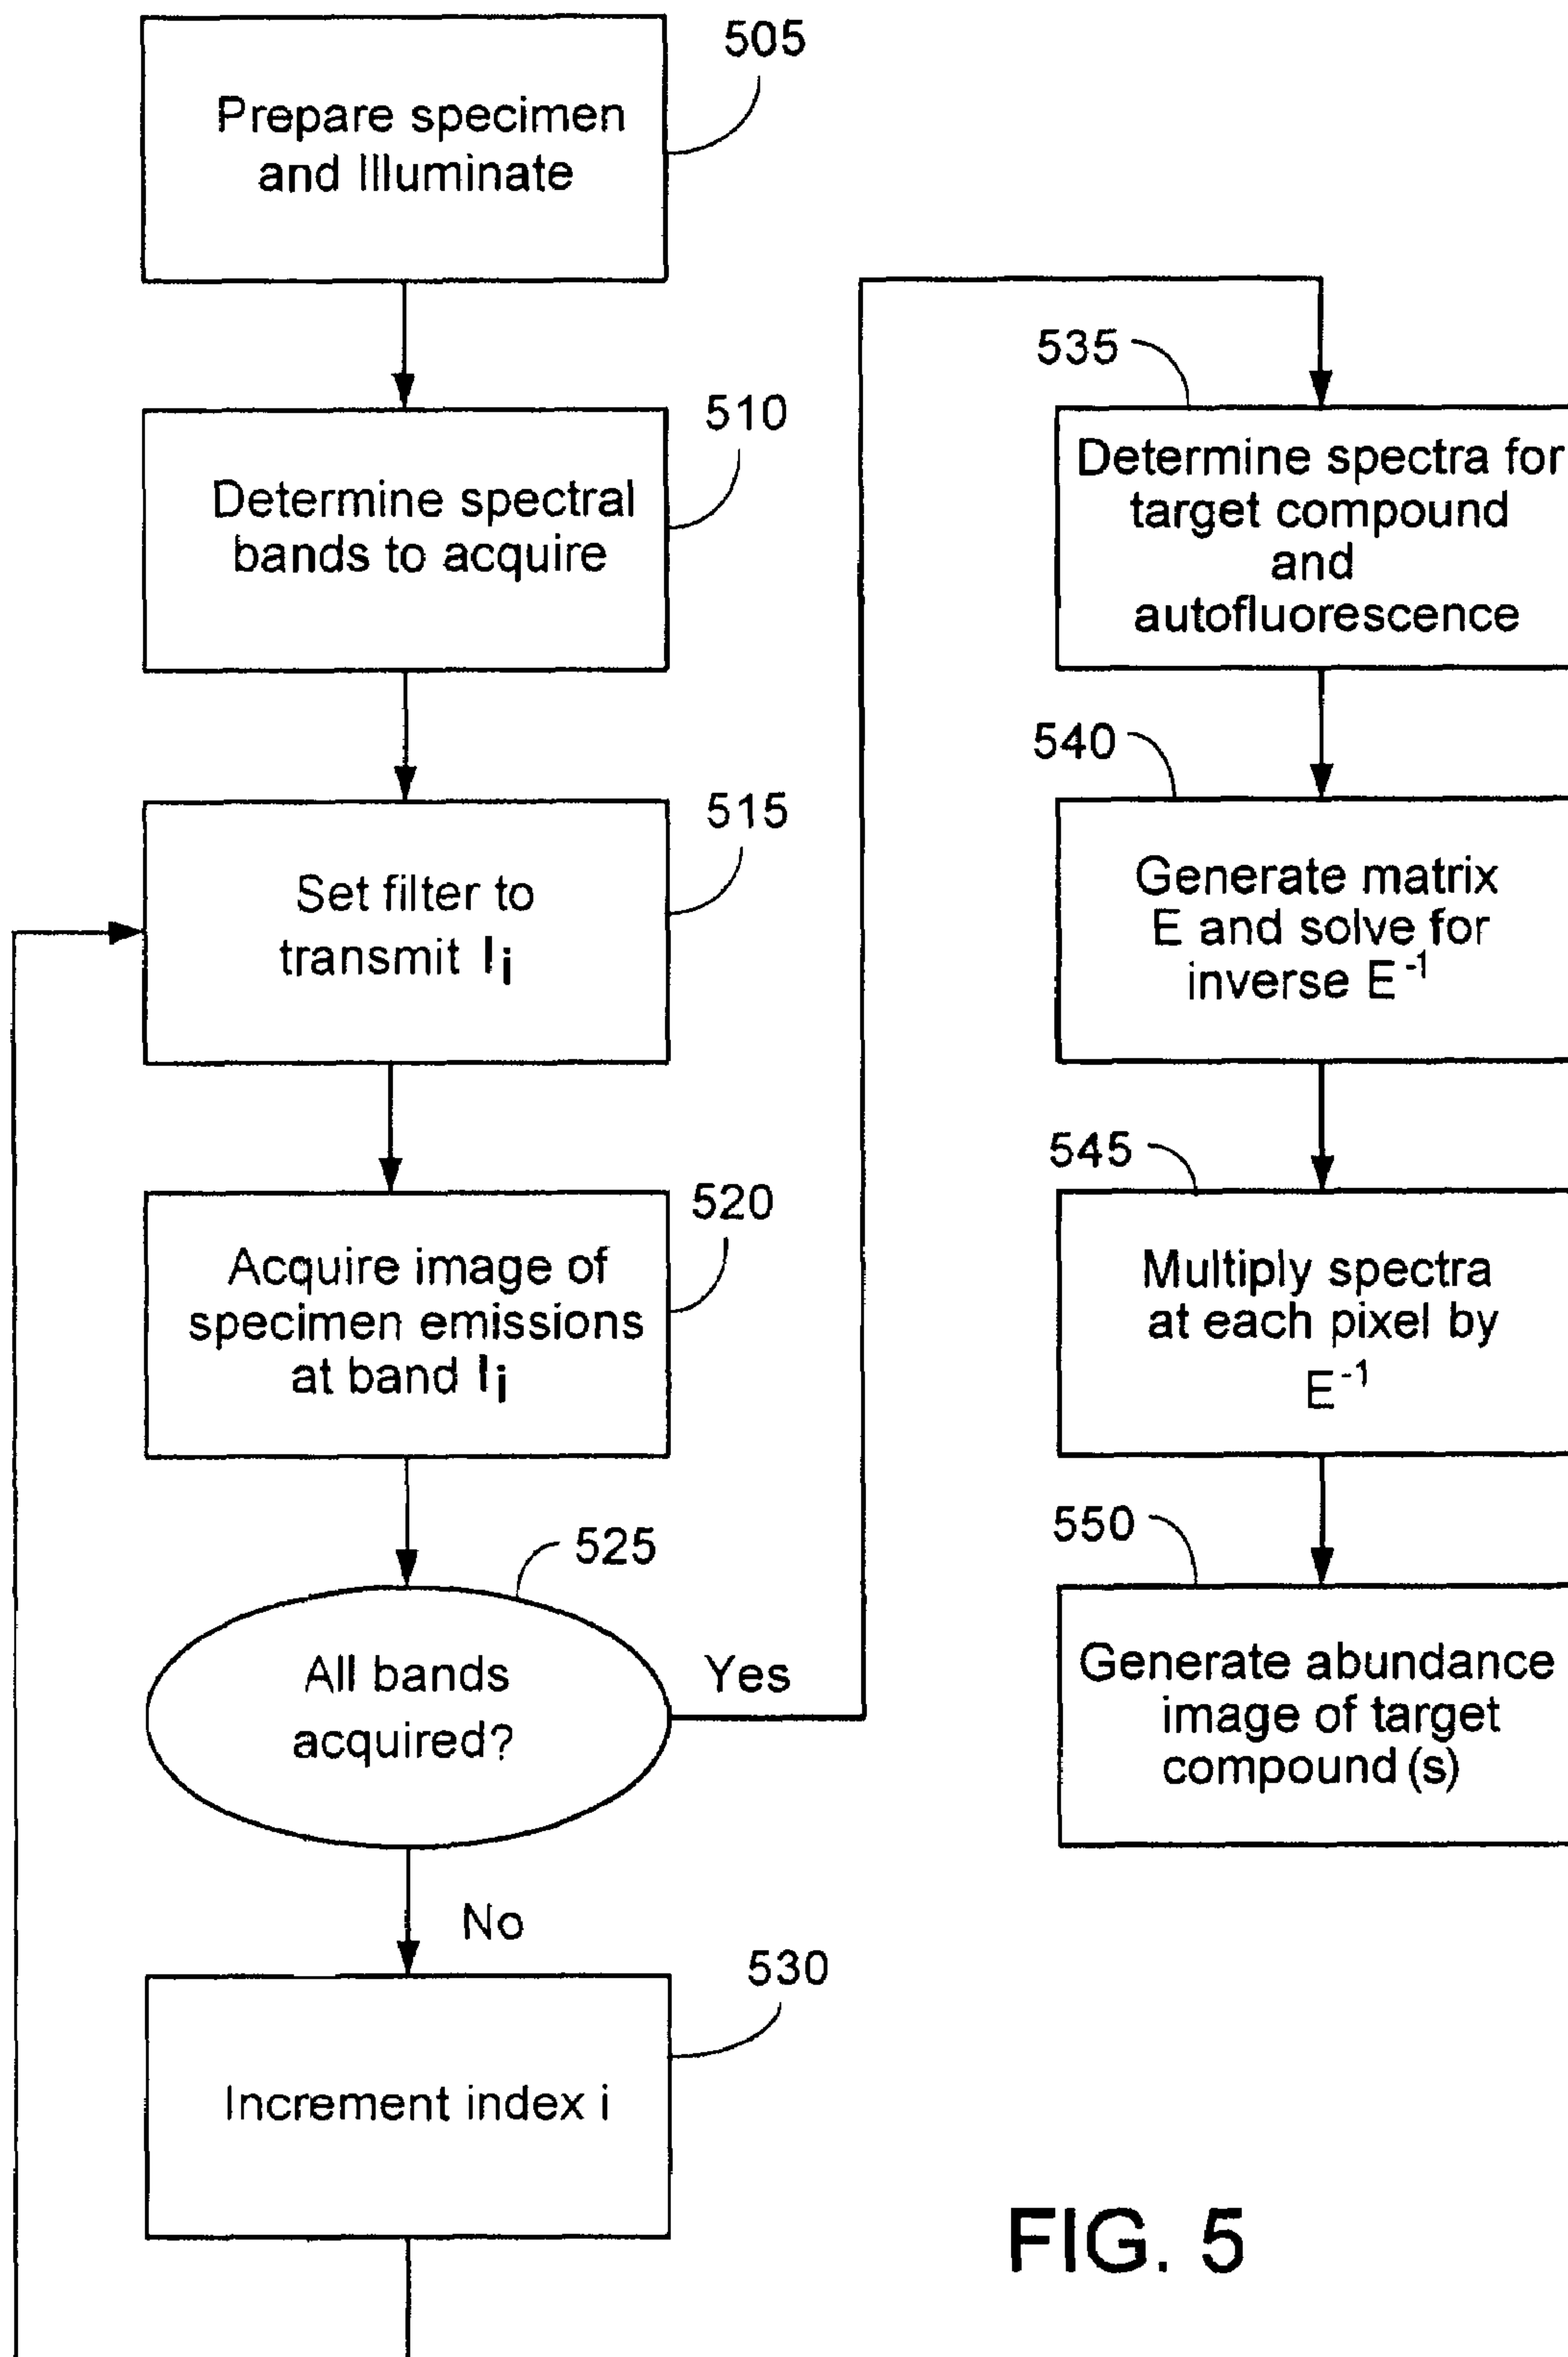 505
Prepare specimen
and Illuminate
510
Determine spectral
bands to acquire
515
Set filter to
transmit Ii
520
Acquire image of
specimen emissions
at band Ii
525
All bands
acquired?
Yes
No
530
Increment index i
535
Determine spectra for
target compound
and
autofluorescence
540
Generate matrix
E and solve for
inverse E⁻¹
545
Multiply spectra
at each pixel by
E⁻¹
550
Generate abundance
image of target
compound (s)
FIG. 5